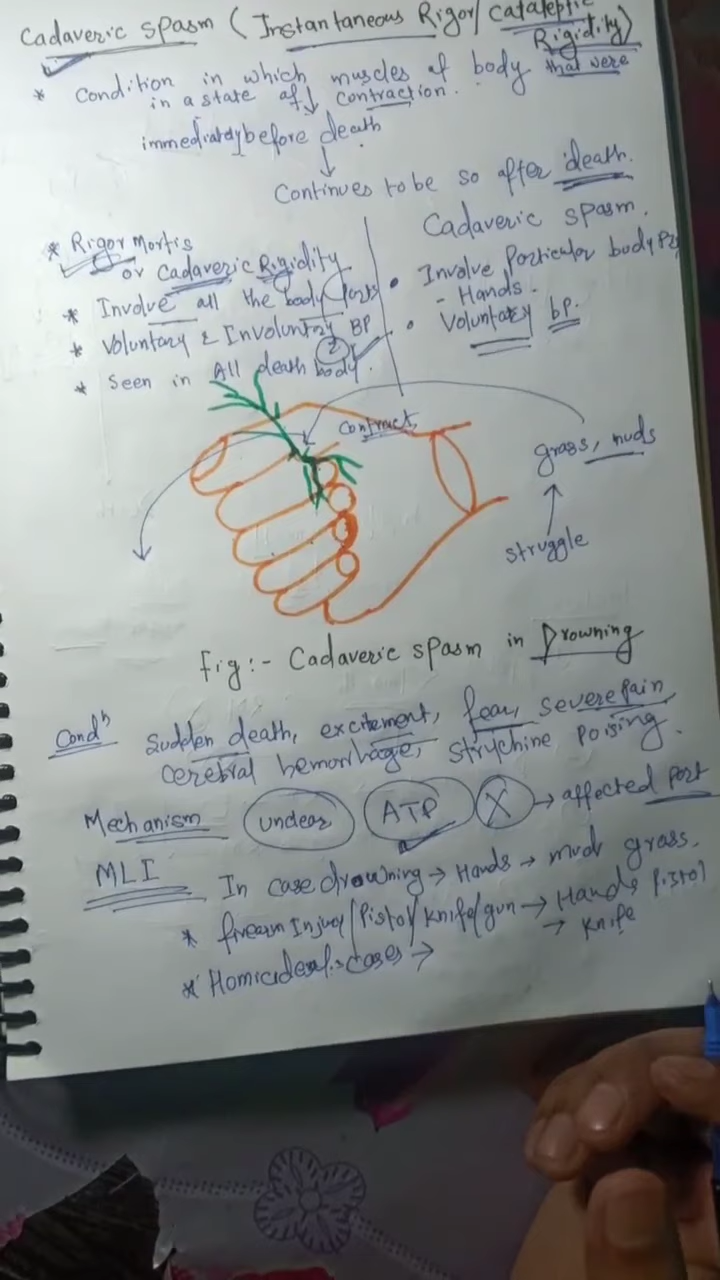 Cadaveric spasm (Instantaneous Rigor/ Cataleptic
Rigidity)
* Condition in which muscles of body that were
in a state of contraction.
immediatly before death
Continues to be so after death.
Cadaveric spasm.
* Rigor mortis
or Cadaveric Rigidity
* Involve all the body Parts
* Voluntary & Involuntry BP
* Seen in All death body.
• Involve Particular body
- Hands.
• Voluntary bp.
Contract
grass, muds
struggle
Fig:- Cadaveric spasm in Drowning
Condn Sudden death, excitement, fear, severe pain
cerebral hemorrhage, strychine poising.
Mechanism unclear ATP X → affected part
MLI In case drowning → Hands → mud grass.
* firearm Injury/Pistol/knife/gun → Hands Pistol
→ knife
* Homicidal cases →